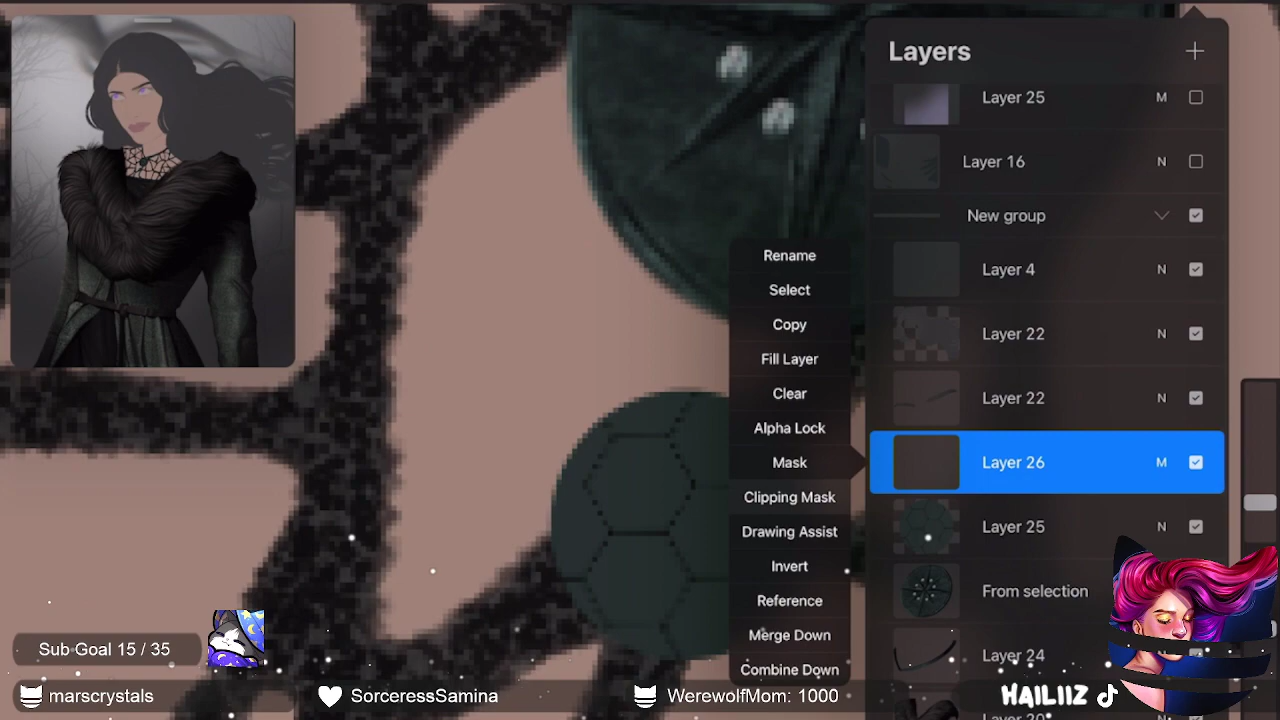 Layers
Layer 25 M
Layer 16 N
New group
Layer 4 N
Layer 22 N
Layer 22 N
Layer 26 M
Layer 25 N
From selection
Layer 24
Rename
Select
Copy
Fill Layer
Clear
Alpha Lock
Mask
Clipping Mask
Drawing Assist
Invert
Reference
Merge Down
Combine Down
Sub Goal 15 / 35
marscrystals
SorceressSamina
WerewolfMom: 1000
HAILIIZ